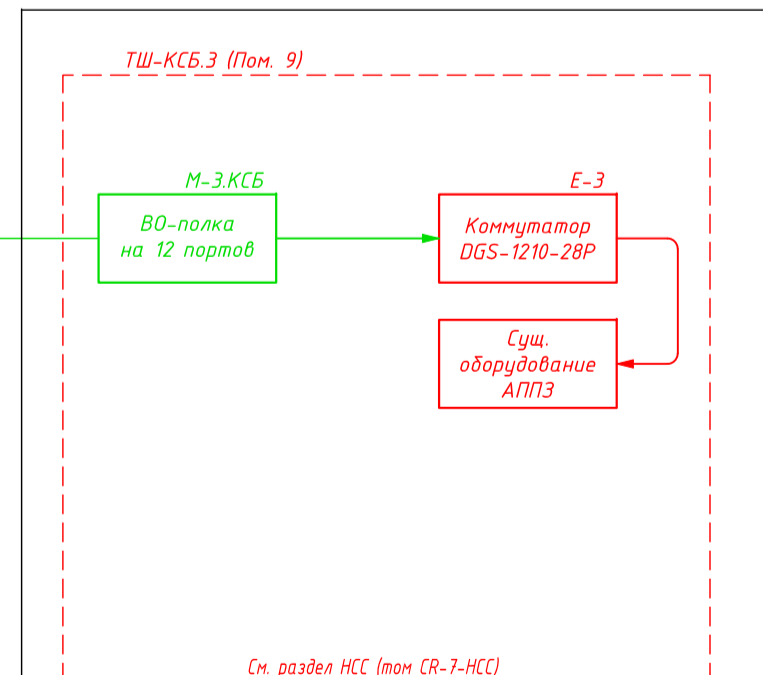 ТШ-КСБ.3 (Пом. 9)
М-3.КСБ
ВО-полка
на 12 портов
Е-3
Коммутатор
DGS-1210-28P
Сущ.
оборудование
АППЗ
См. раздел НСС (том CR-7-НСС)